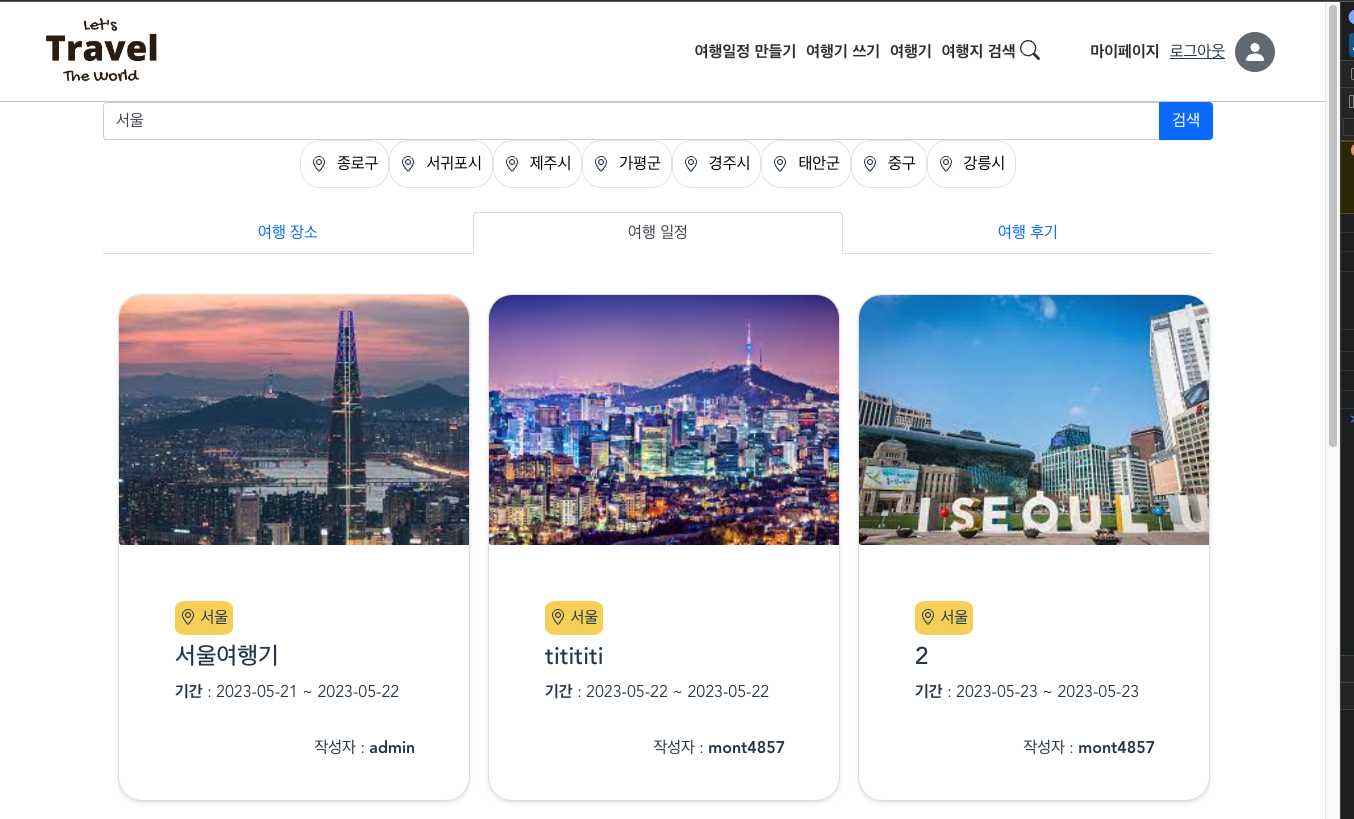 Let's
Travel
The World
여행일정 만들기 여행기 쓰기 여행기 여행지 검색 마이페이지 로그아웃
서울 검색
종로구 서귀포시 제주시 가평군 경주시 태안군 중구 강릉시
여행 장소 여행 일정 여행 후기
I SEOUL U
서울 서울 서울
서울여행기 titititi 2
기간 : 2023-05-21 ~ 2023-05-22 기간 : 2023-05-22 ~ 2023-05-22 기간 : 2023-05-23 ~ 2023-05-23
작성자 : admin 작성자 : mont4857 작성자 : mont4857